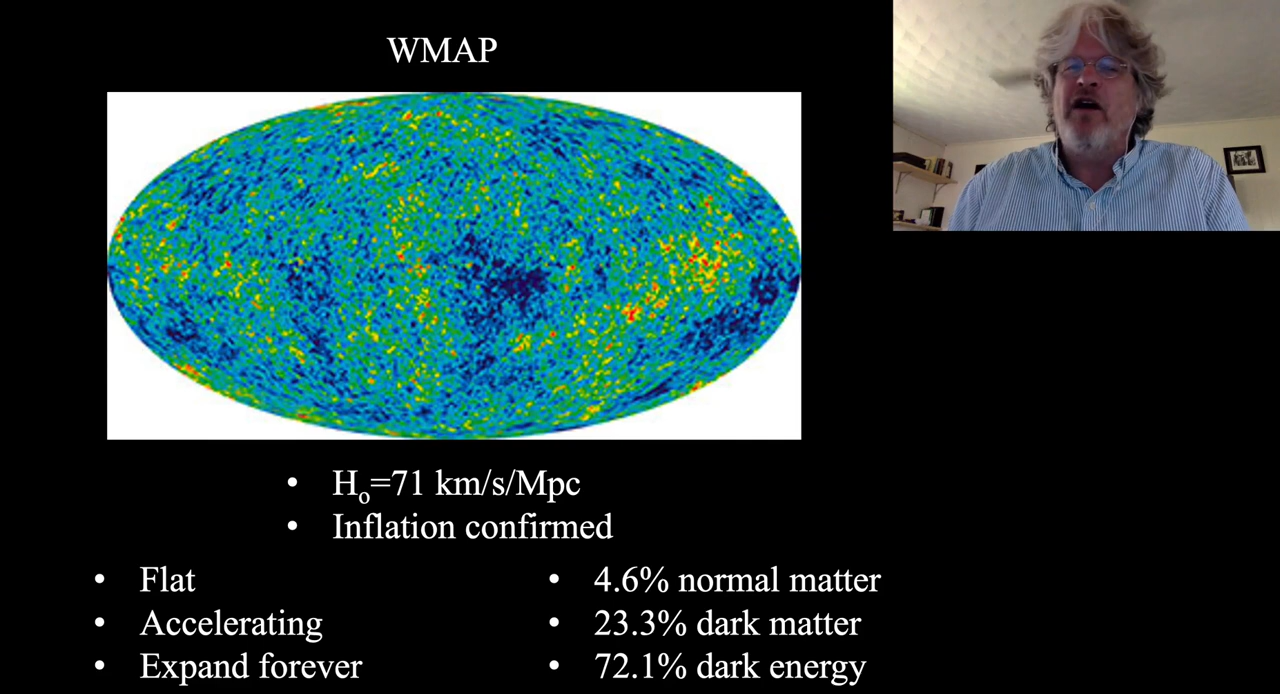 WMAP
• H₀=71 km/s/Mpc
• Inflation confirmed
• Flat
• Accelerating
• Expand forever
• 4.6% normal matter
• 23.3% dark matter
• 72.1% dark energy